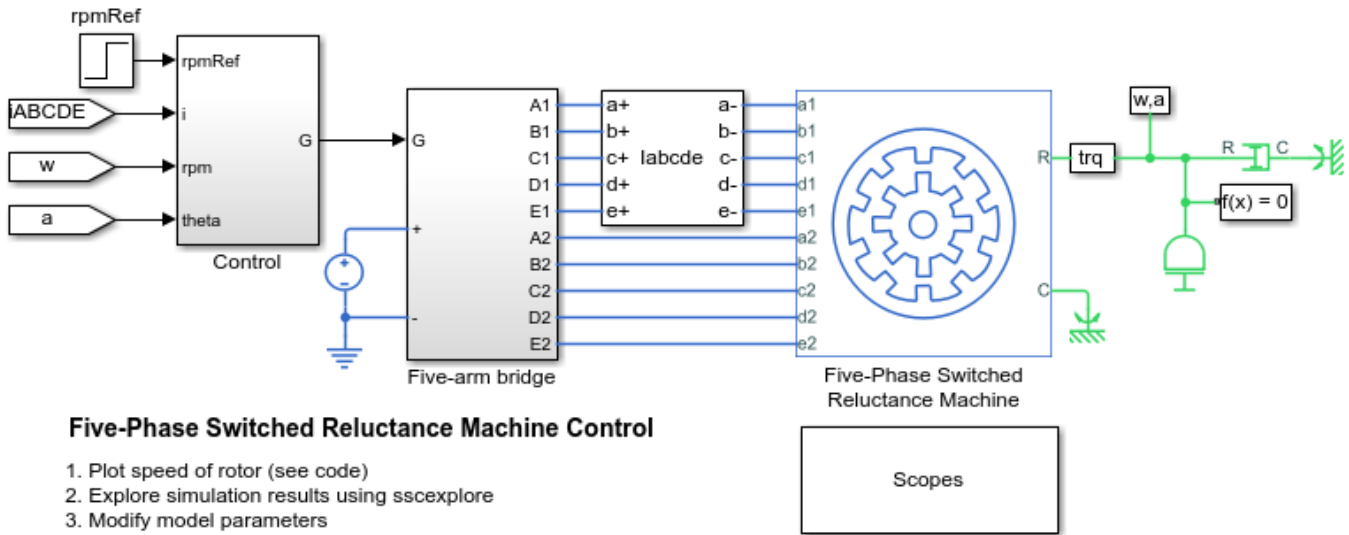 rpmRef
rpmRef
iABCDE
i
w
rpm
a
theta
G
Control
G
+
-
A1
B1
C1
D1
E1
A2
B2
C2
D2
E2
Five-arm bridge
+
-
a+
b+
c+
d+
e+
Iabcde
a-
b-
c-
d-
e-
a1
b1
c1
d1
e1
a2
b2
c2
d2
e2
R
C
Five-Phase Switched
Reluctance Machine
trq
w,a
R
C
f(x) = 0
Five-Phase Switched Reluctance Machine Control
1. Plot speed of rotor (see code)
2. Explore simulation results using sscexplore
3. Modify model parameters
Scopes